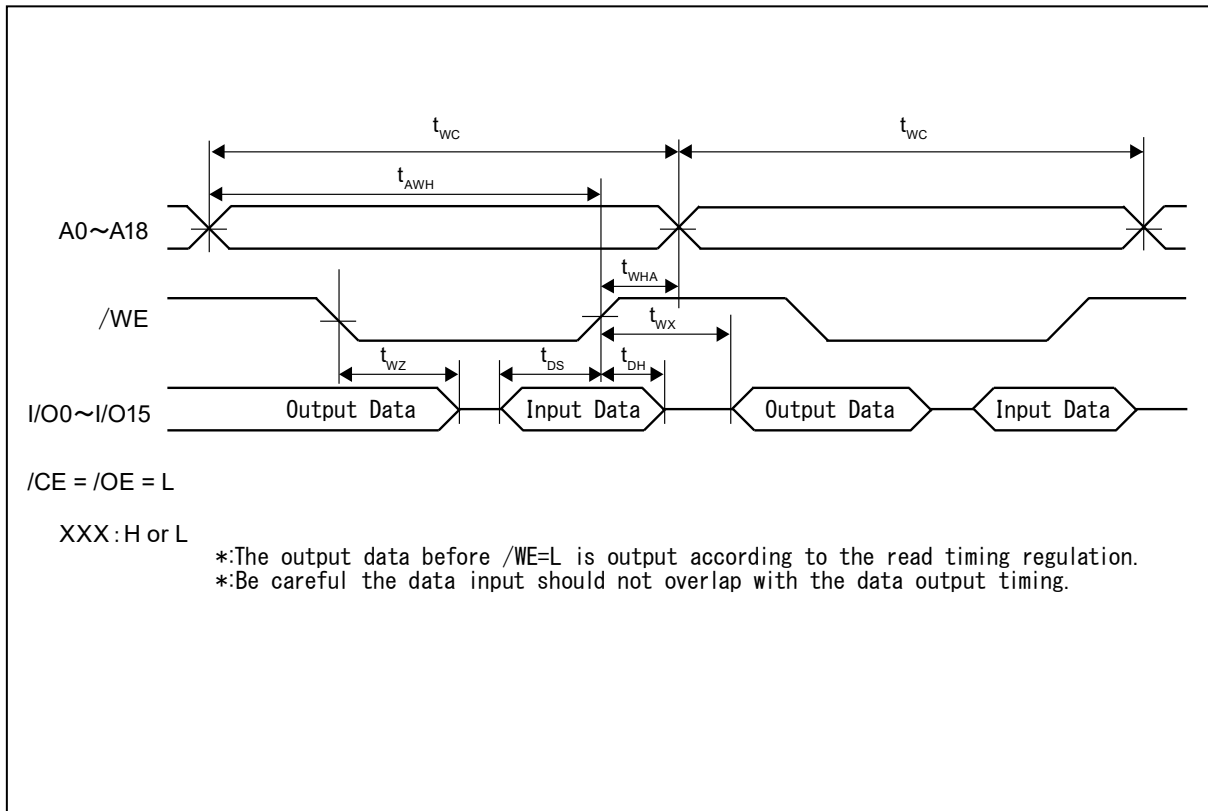 tWC tWC
tAWH
A0～A18
tWHA
/WE
tWX
tWZ tDS tDH
I/O0～I/O15 Output Data Input Data Output Data Input Data
/CE = /OE = L
XXX : H or L
*:The output data before /WE=L is output according to the read timing regulation.
*:Be careful the data input should not overlap with the data output timing.